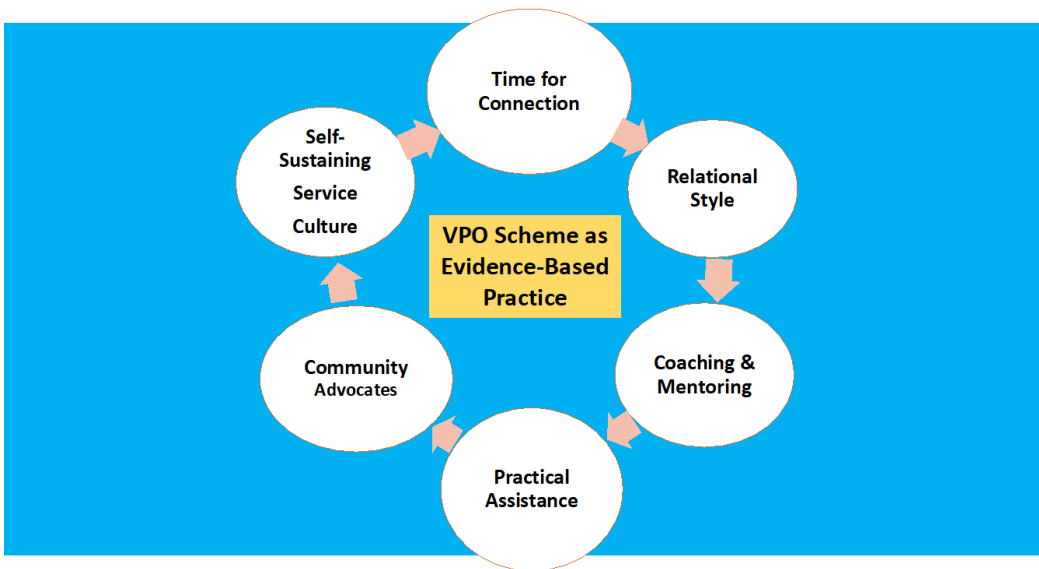 Time for
Connection
Relational
Style
Coaching &
Mentoring
Practical
Assistance
Community
Advocates
Self-
Sustaining
Service
Culture
VPO Scheme as
Evidence-Based
Practice